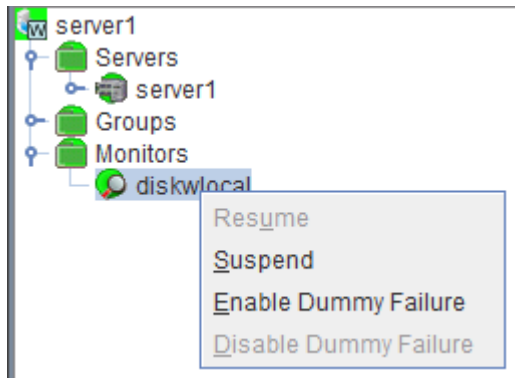 server1
Servers
server1
Groups
Monitors
diskwlocal
Resume
Suspend
Enable Dummy Failure
Disable Dummy Failure